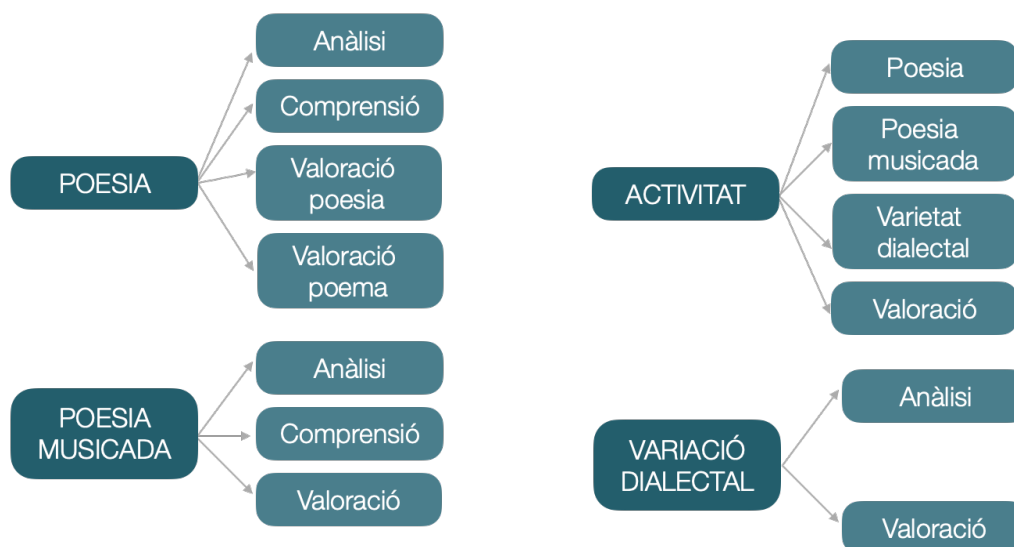 POESIA
Anàlisi
Comprensió
Valoració
poesia
Valoració
poema
POESIA
MUSICADA
Anàlisi
Comprensió
Valoració
ACTIVITAT
Poesia
Poesia
musicada
Varietat
dialectal
Valoració
VARIACIÓ
DIALECTAL
Anàlisi
Valoració